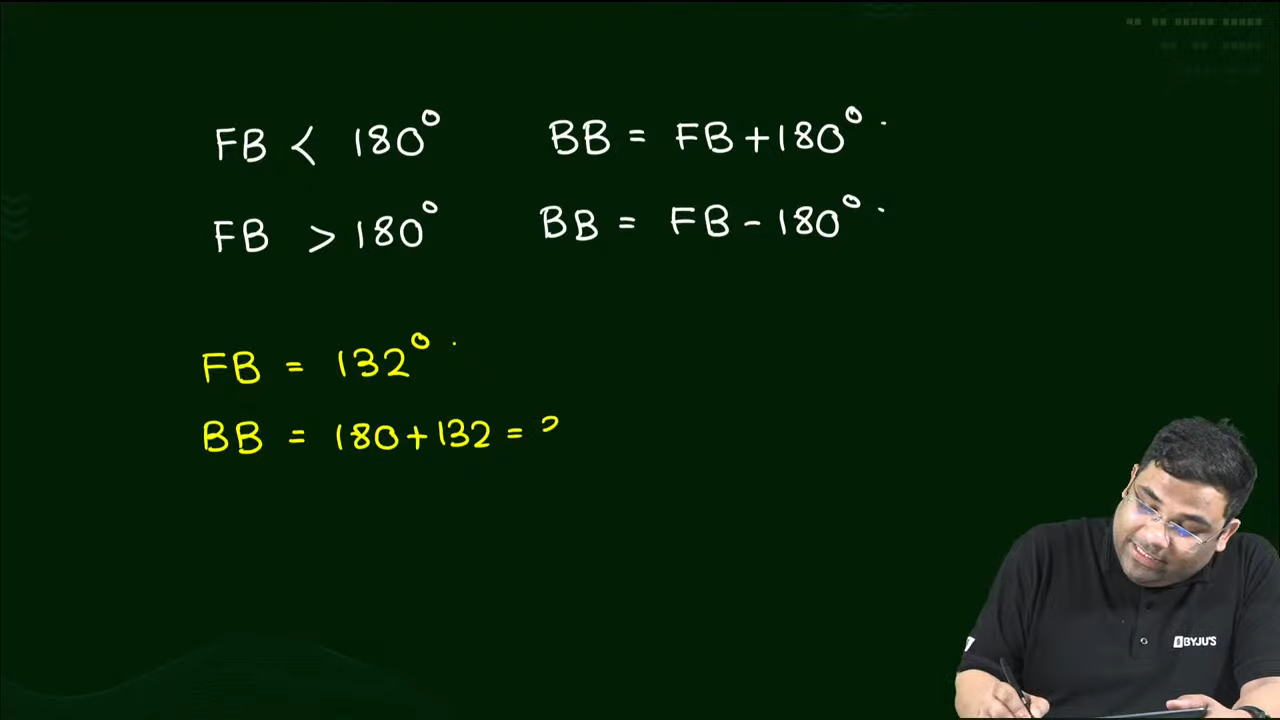 FB < 180° BB = FB + 180°.
FB > 180° BB = FB - 180°.
FB = 132°.
BB = 180 + 132 =
BYJU'S